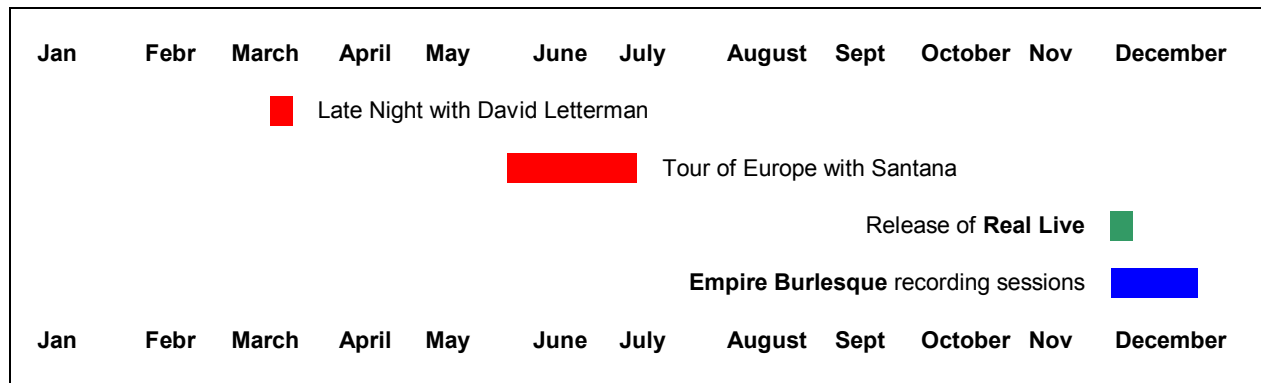 Jan Febr March April May June July August Sept October Nov December
Late Night with David Letterman
Tour of Europe with Santana
Release of Real Live
Empire Burlesque recording sessions
Jan Febr March April May June July August Sept October Nov December